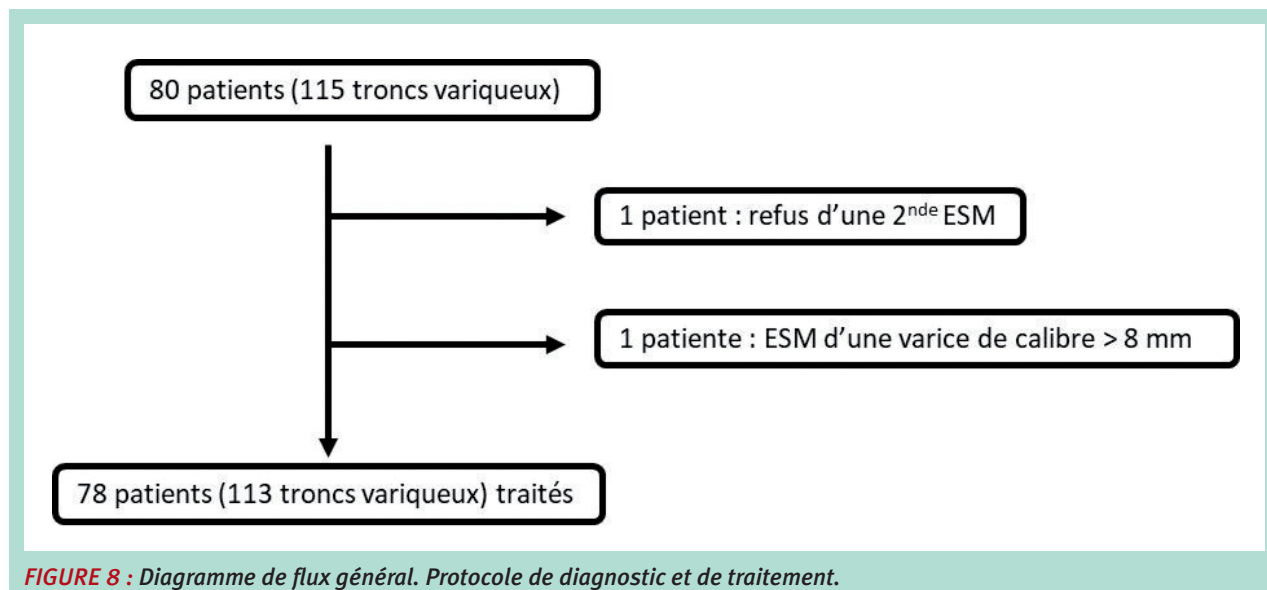 80 patients (115 troncs variqueux)
1 patient : refus d'une 2nde ESM
1 patiente : ESM d'une varice de calibre > 8 mm
78 patients (113 troncs variqueux) traités
FIGURE 8 : Diagramme de flux général. Protocole de diagnostic et de traitement.